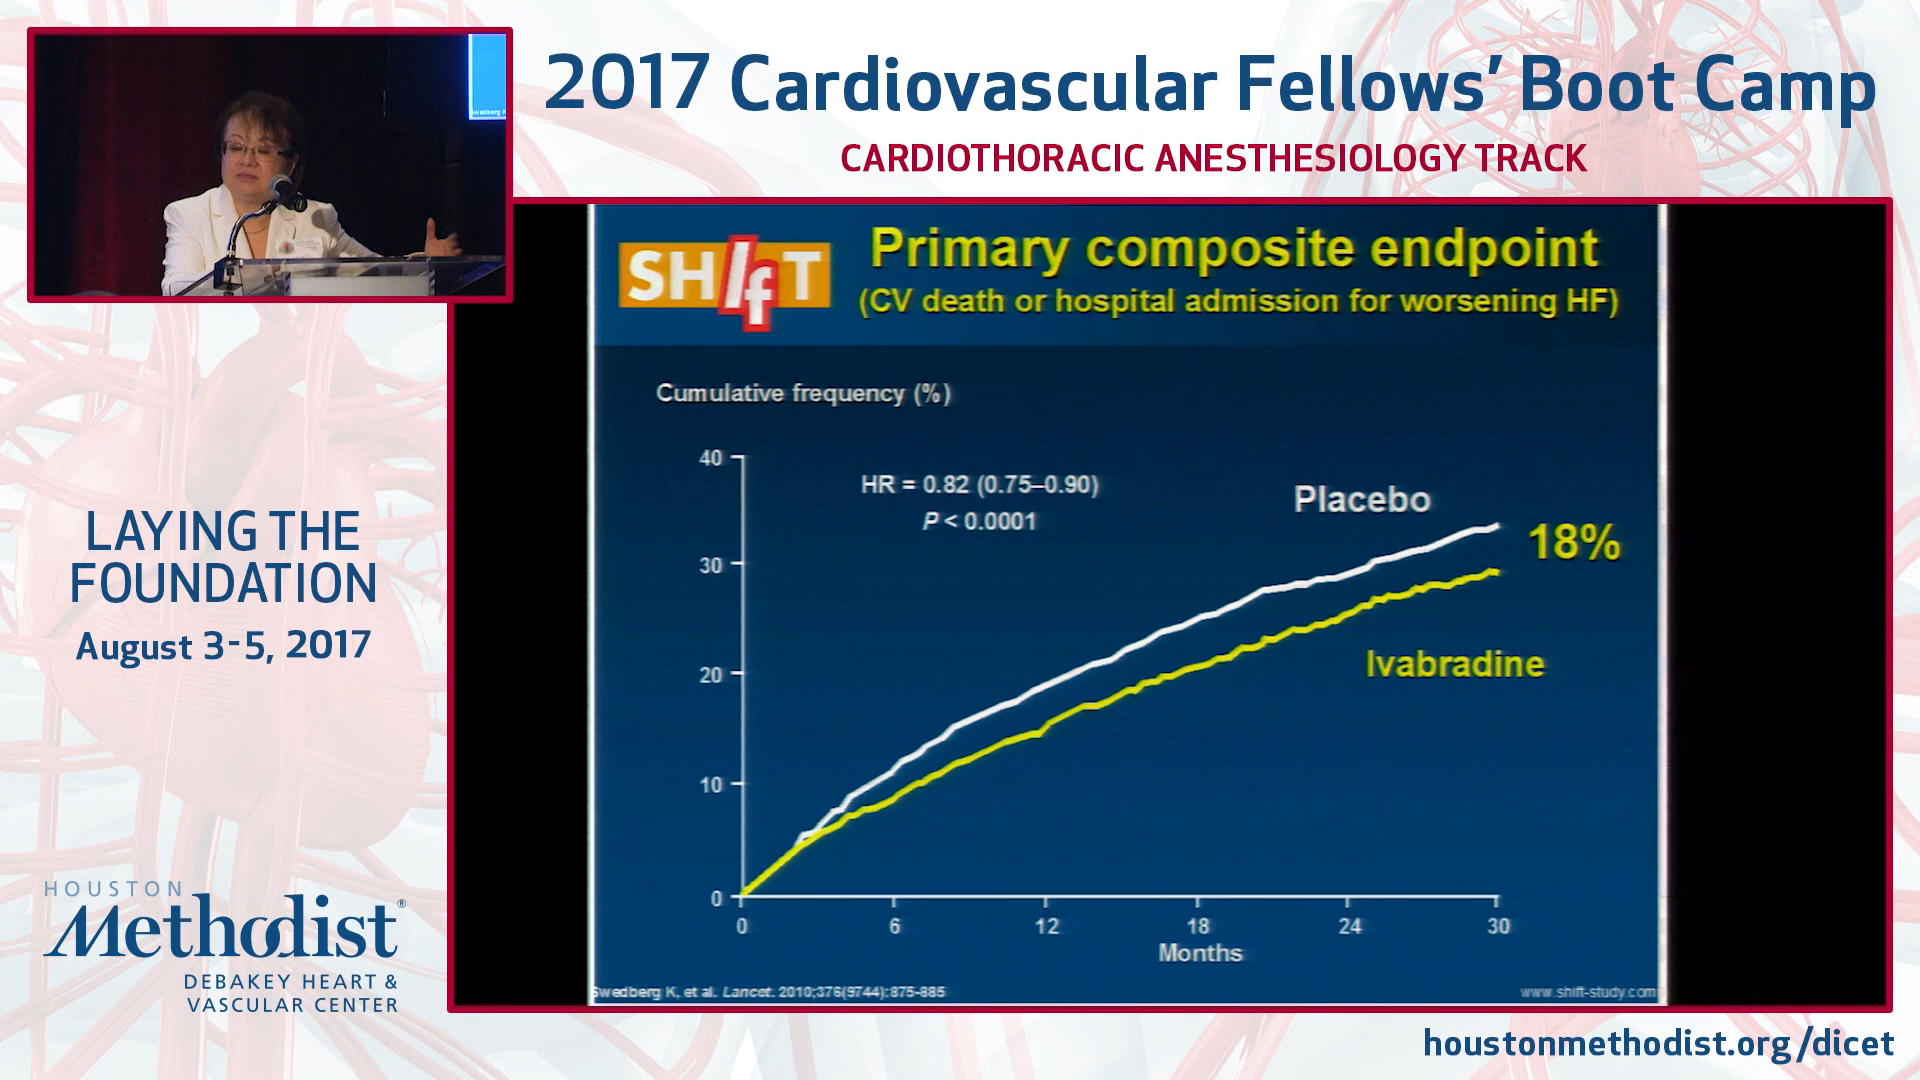 2017 Cardiovascular Fellows’ Boot Camp
CARDIOTHORACIC ANESTHESIOLOGY TRACK
Swedberg K
SHIfT
Primary composite endpoint
(CV death or hospital admission for worsening HF)
Cumulative frequency (%)
HR = 0.82 (0.75–0.90)
P < 0.0001
Placebo
18%
Ivabradine
40
30
20
10
0
0 6 12 18 24 30
Months
Swedberg K, et al. Lancet. 2010;376(9744):875-885
www.shift-study.com
LAYING THE
FOUNDATION
August 3-5, 2017
HOUSTON
Methodist®
DEBAKEY HEART &
VASCULAR CENTER
houstonmethodist.org/dicet